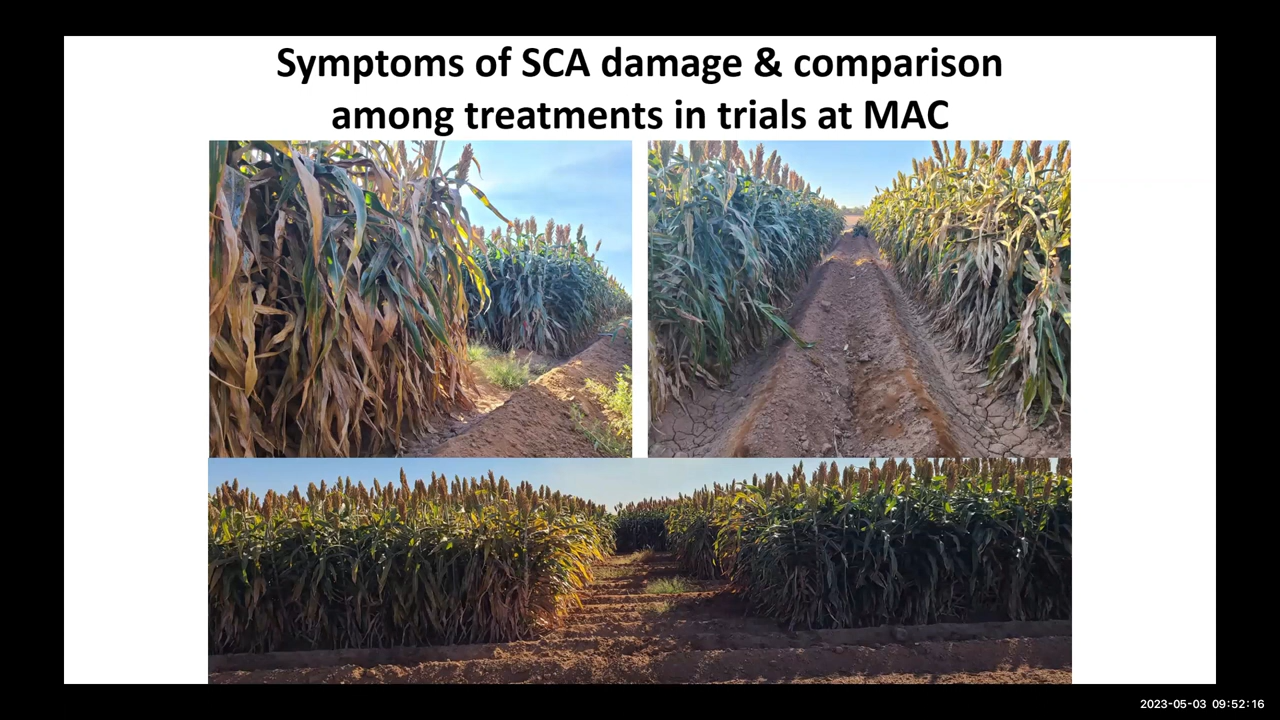 Symptoms of SCA damage & comparison
among treatments in trials at MAC
2023-05-03 09:52:16